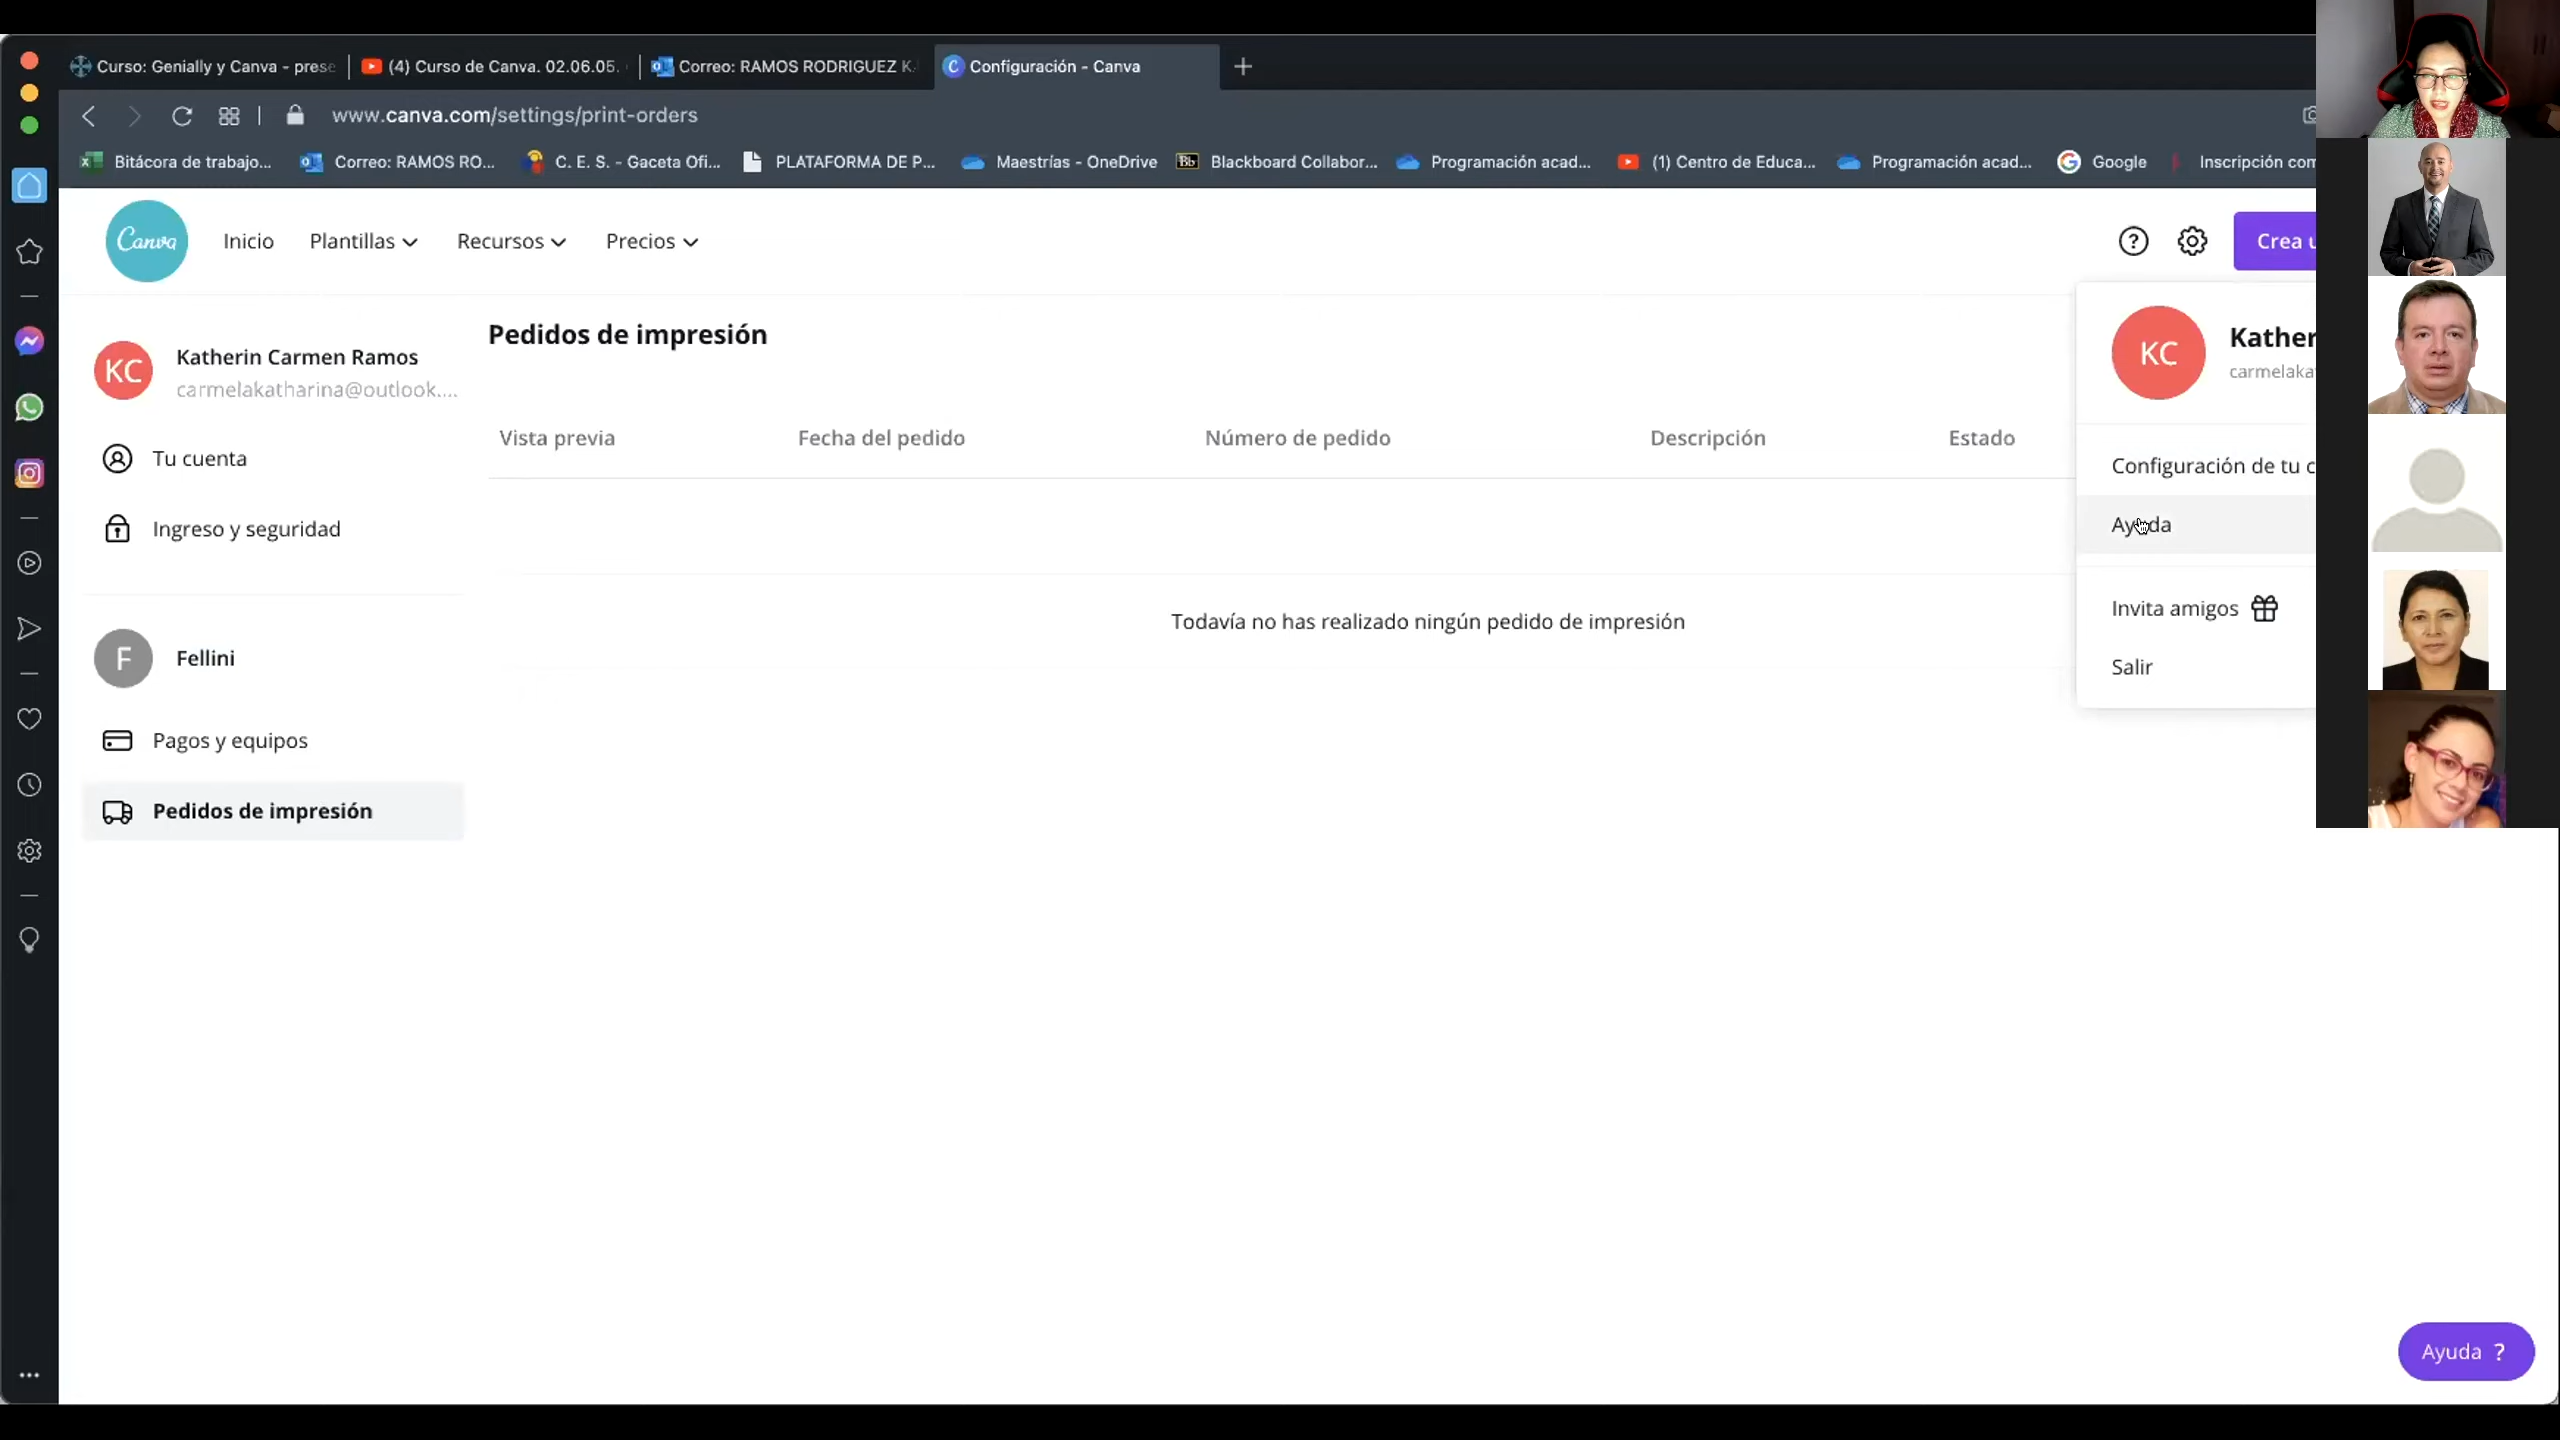 Curso: Genially y Canva - prese
(4) Curso de Canva. 02.06.05.
Correo: RAMOS RODRIGUEZ K.
Configuración - Canva
www.canva.com/settings/print-orders
Bitácora de trabajo...
Correo: RAMOS RO...
C. E. S. - Gaceta Ofi...
PLATAFORMA DE P...
Maestrías - OneDrive
Bb
Blackboard Collabor...
Programación acad...
(1) Centro de Educa...
Programación acad...
Google
Inscripción con
Canva
Inicio
Plantillas
Recursos
Precios
Crea u
KC
Katherin Carmen Ramos
carmelakatharina@outlook....
Tu cuenta
Ingreso y seguridad
F
Fellini
Pagos y equipos
Pedidos de impresión
Pedidos de impresión
Vista previa
Fecha del pedido
Número de pedido
Descripción
Estado
Todavía no has realizado ningún pedido de impresión
KC
Kather
carmelaka
Configuración de tu c
Ayuda
Invita amigos
Salir
Ayuda ?